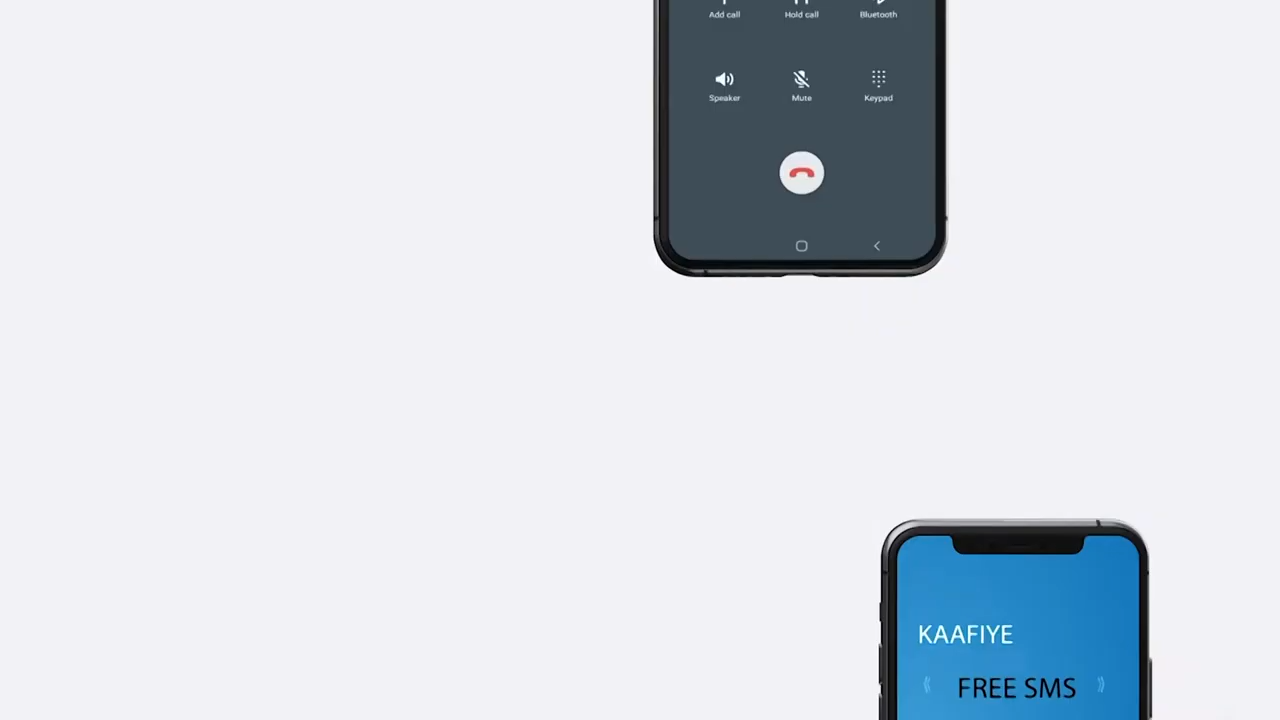 Add call Hold call Bluetooth
Speaker Mute Keypad
KAAFIYE
FREE SMS